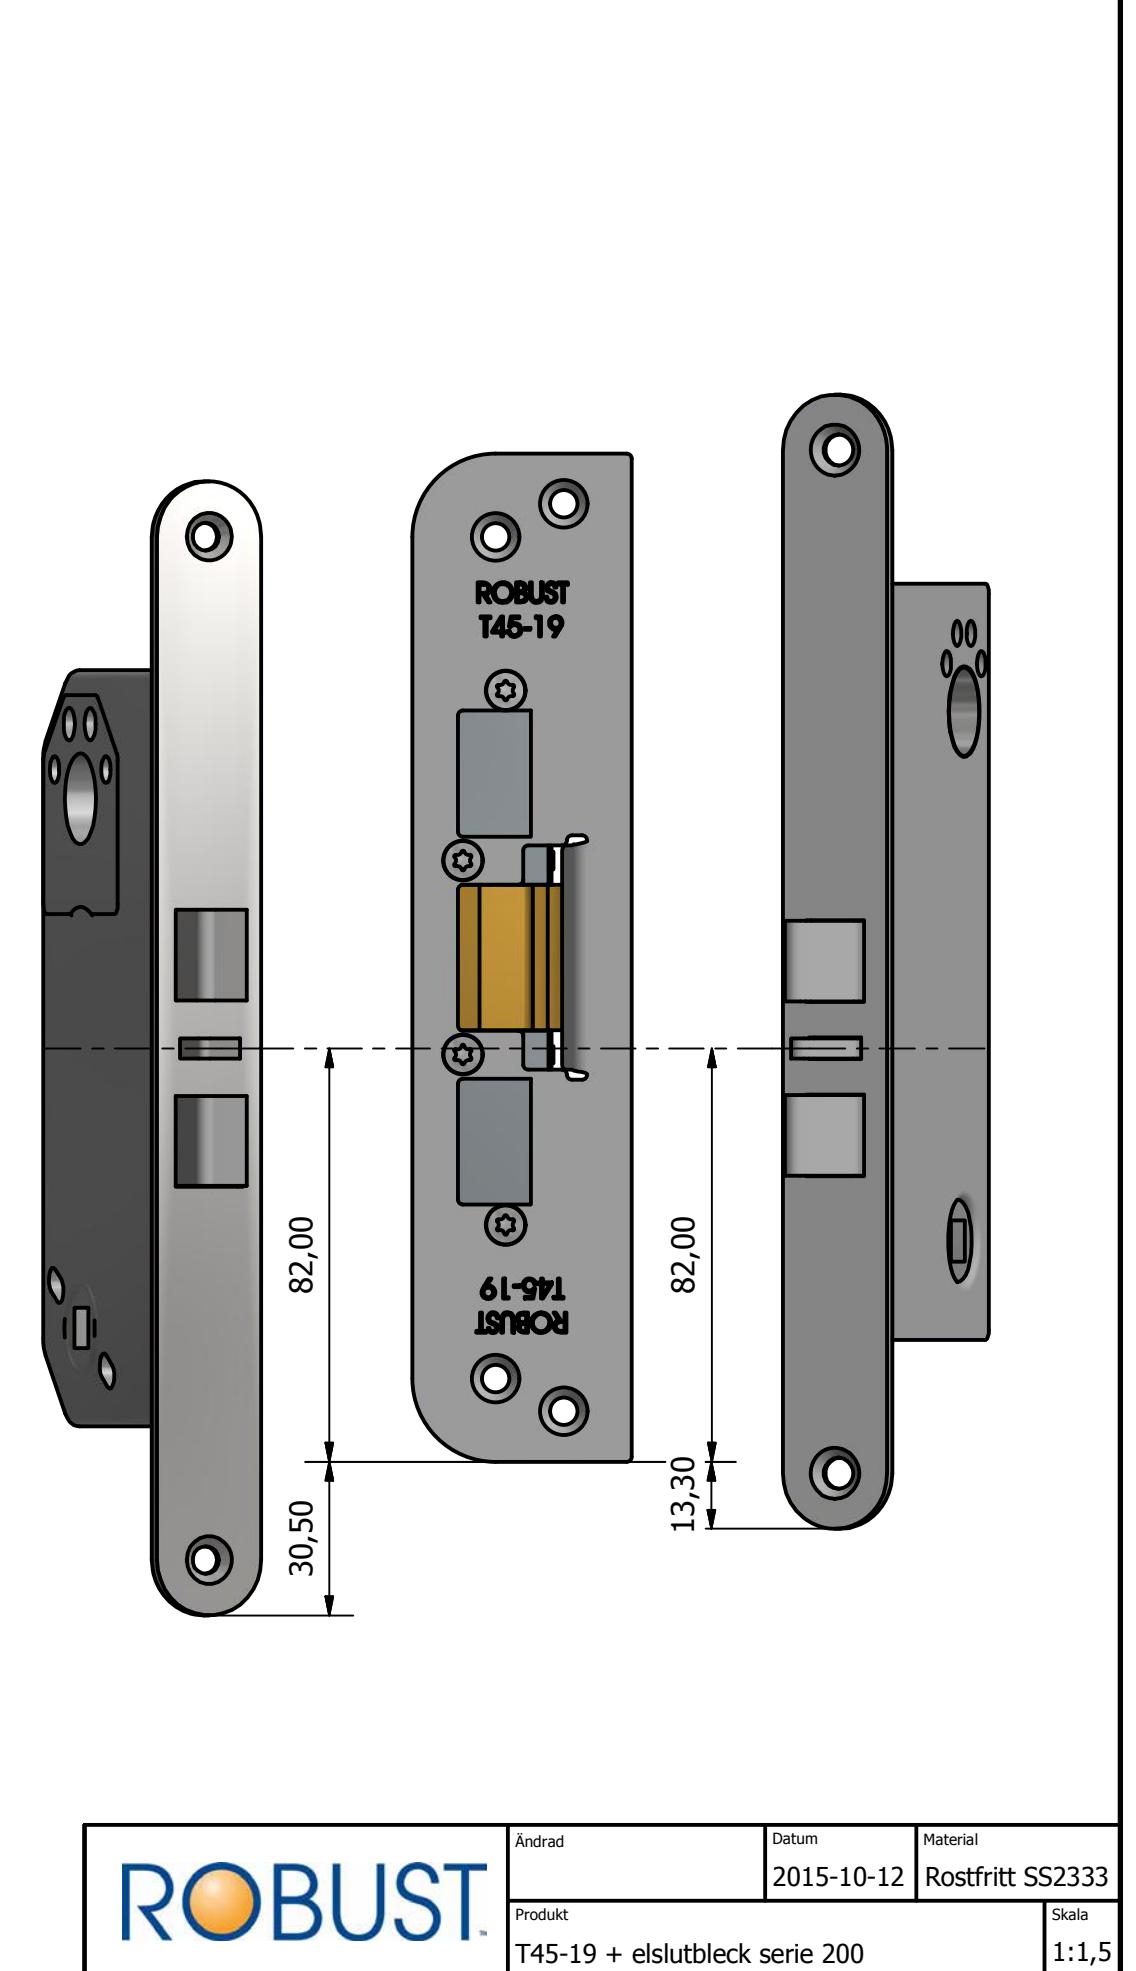 ROBUST
T45-19
82,00
82,00
T45-19
ROBUST
30,50
13,30
ROBUST
Ändrad
Datum
2015-10-12
Material
Rostfritt SS2333
Produkt
T45-19 + elslutbleck serie 200
Skala
1:1,5